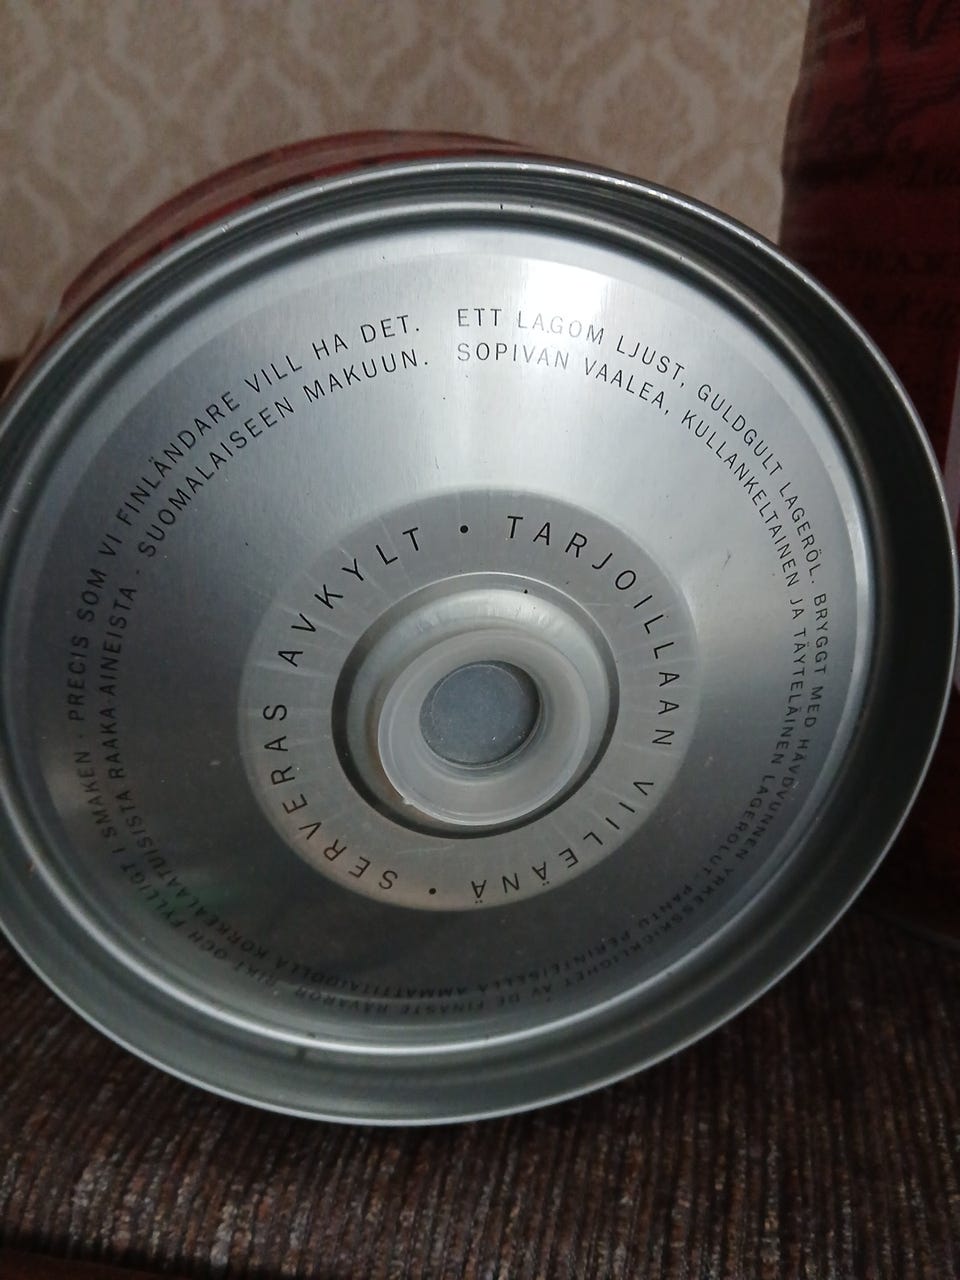 ETT LAGOM LJUST, GULDGULT LAGERÖL. BRYGGT MED HÄVDVUNNEN YRKESSKICKLIGHET AV DE FINASTE RÅVAROR. RIKT OCH FYLLIGT I SMAKEN · PRECIS SOM VI FINLÄNDARE VILL HA DET.
SOPIVAN VAALEA, KULLANKELTAINEN JA TÄYTELÄINEN LAGEROLUT. PANTU PERINTEISELLÄ AMMATTITAIDOLLA KORKEALAATUISISTA RAAKA-AINEISTA · SUOMALAISEEN MAKUUN.
TARJOILLAAN VIILEÄNÄ • SERVERAS AVKYLT •